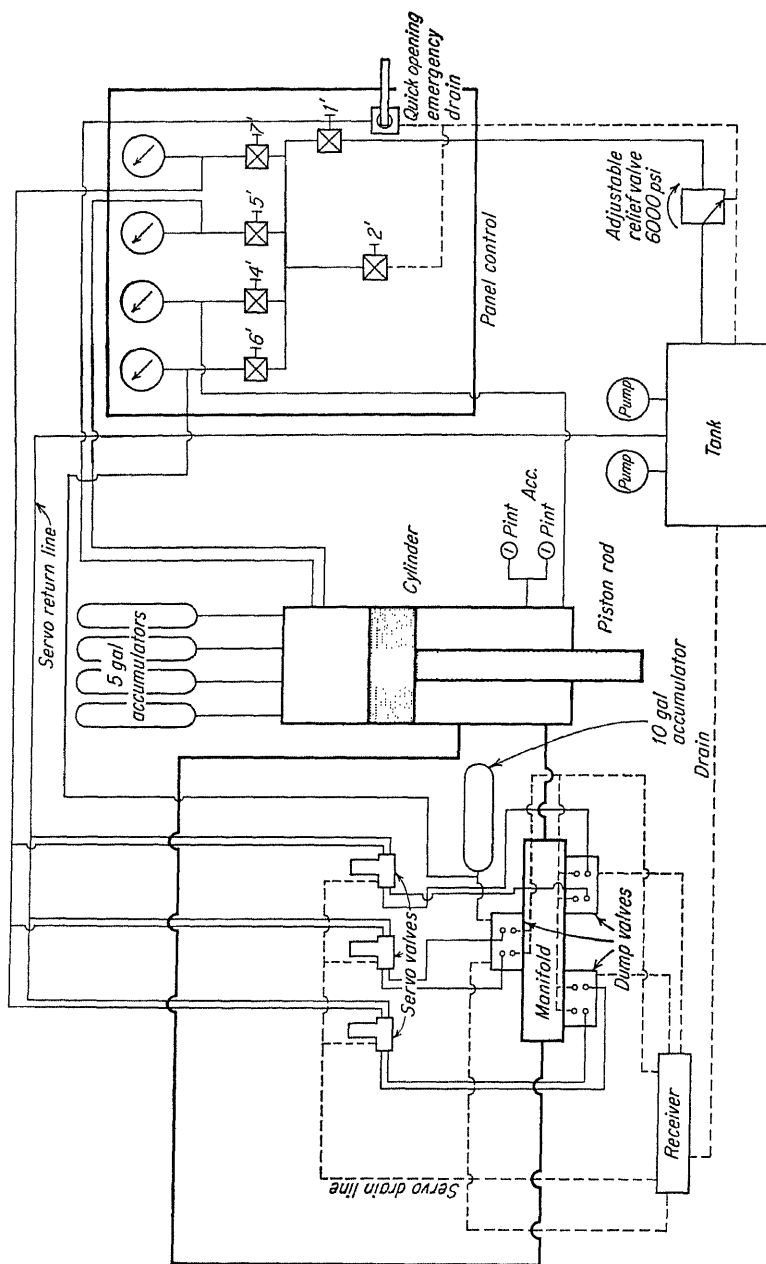 Servo return line
5 gal
accumulators
Servo valves
Servo drain line
Cylinder
Piston rod
1 Pint
1 Pint
Acc.
10 gal
accumulator
Manifold
Dump valves
Receiver
Drain
6'
4'
5'
7'
1'
2'
Quick opening
emergency
drain
Panel control
Adjustable
relief valve
6000 psi
Pump
Pump
Tank